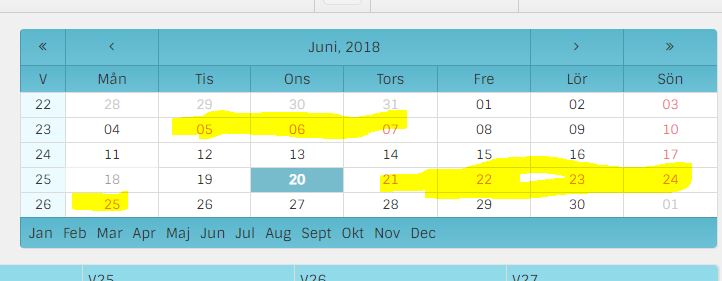 « ‹ Juni, 2018 › »
V Mån Tis Ons Tors Fre Lör Sön
22 28 29 30 31 01 02 03
23 04 05 06 07 08 09 10
24 11 12 13 14 15 16 17
25 18 19 20 21 22 23 24
26 25 26 27 28 29 30 01
Jan Feb Mar Apr Maj Jun Jul Aug Sept Okt Nov Dec
V25 V26 V27